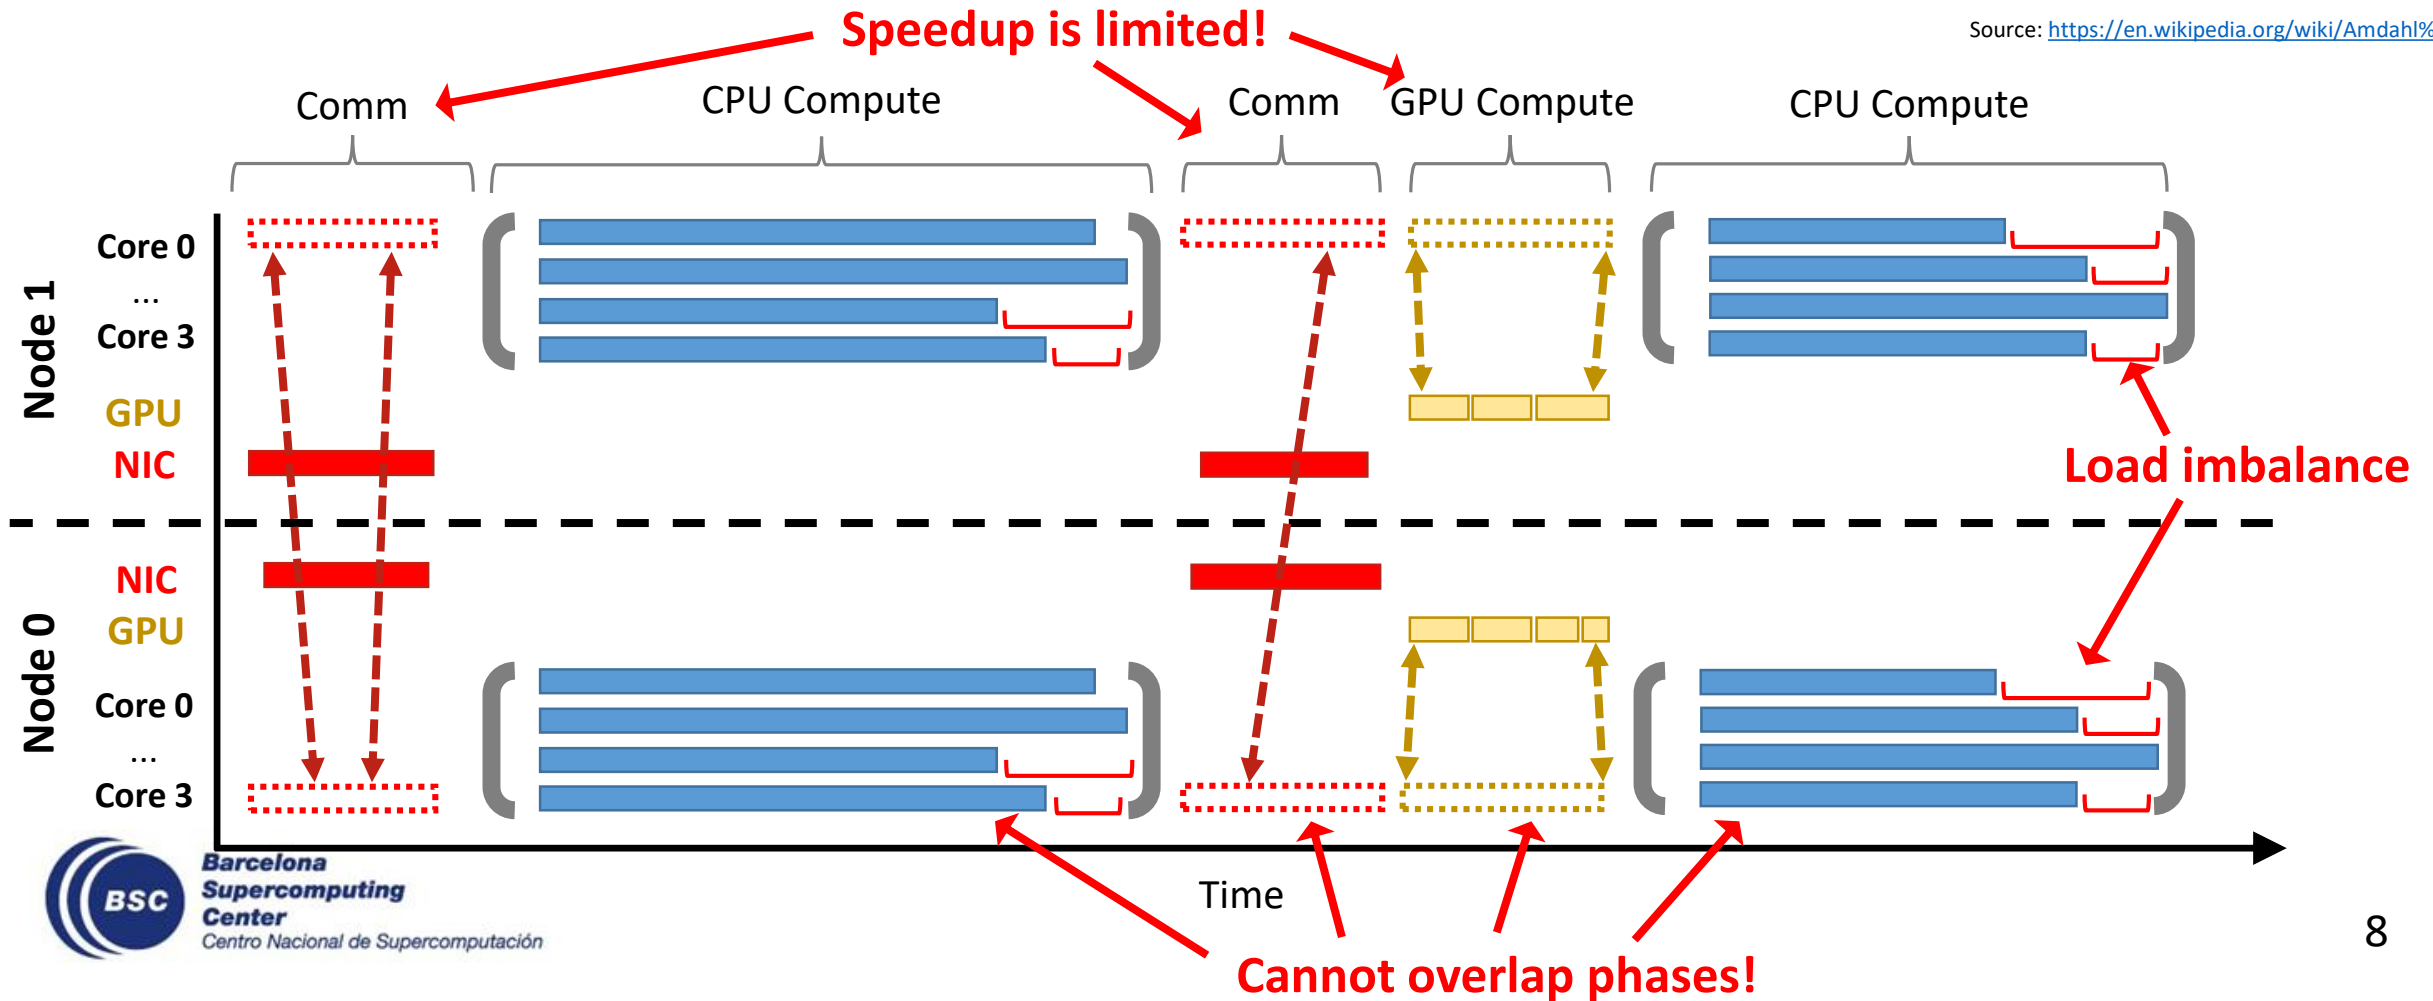 Speedup is limited!
Source: https://en.wikipedia.org/wiki/Amdahl%
Comm
CPU Compute
Comm
GPU Compute
CPU Compute
Node 1
Core 0
...
Core 3
GPU
NIC
Load imbalance
Node 0
NIC
GPU
Core 0
...
Core 3
Time
BSC
Barcelona
Supercomputing
Center
Centro Nacional de Supercomputación
Cannot overlap phases!
8